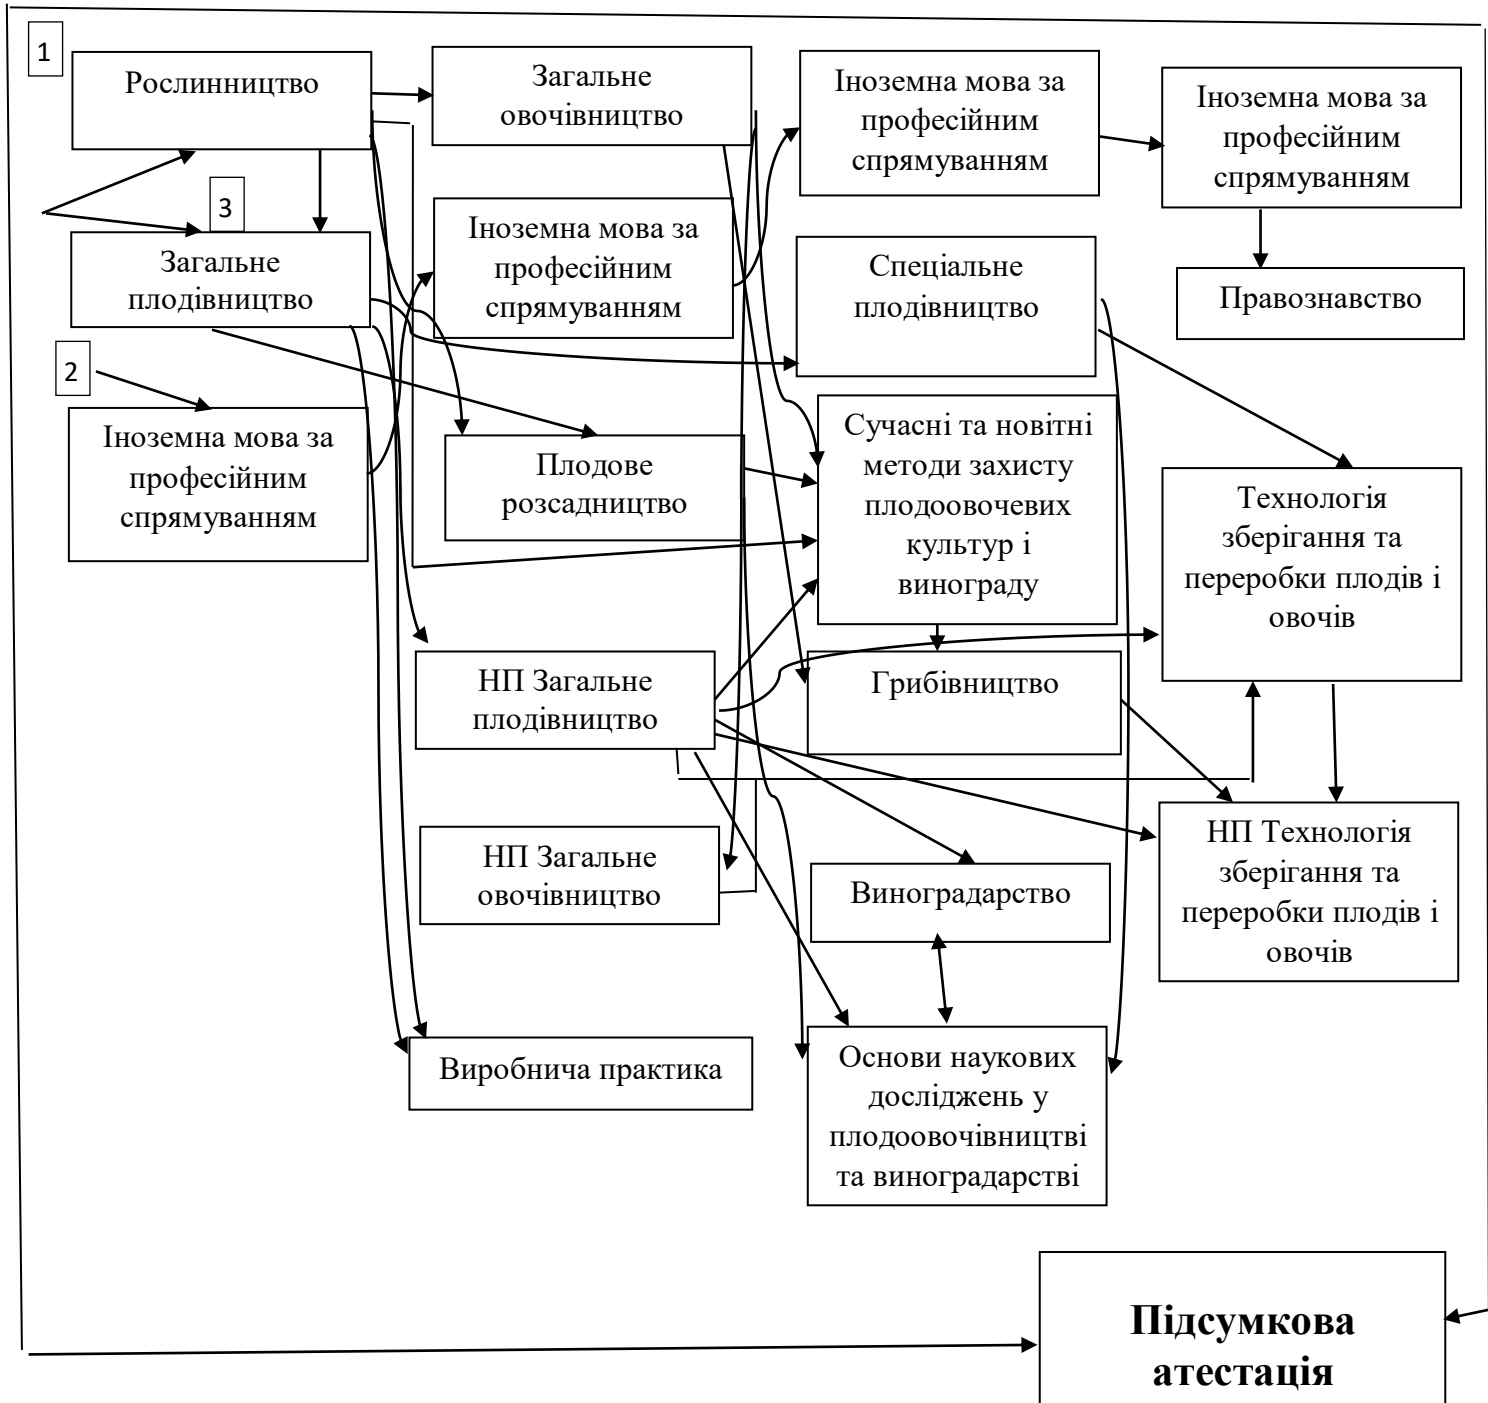 1
Рослинництво
3
Загальне
плодівництво
2
Іноземна мова за
професійним
спрямуванням
Загальне
овочівництво
Іноземна мова за
професійним
спрямуванням
Плодове
розсадництво
НП Загальне
плодівництво
НП Загальне
овочівництво
Виробнича практика
Іноземна мова за
професійним
спрямуванням
Спеціальне
плодівництво
Сучасні та новітні
методи захисту
плодоовочевих
культур і
винограду
Грибівництво
Виноградарство
Основи наукових
досліджень у
плодоовочівництві
та виноградарстві
Іноземна мова за
професійним
спрямуванням
Правознавство
Технологія
зберігання та
переробки плодів і
овочів
НП Технологія
зберігання та
переробки плодів і
овочів
Підсумкова
атестація